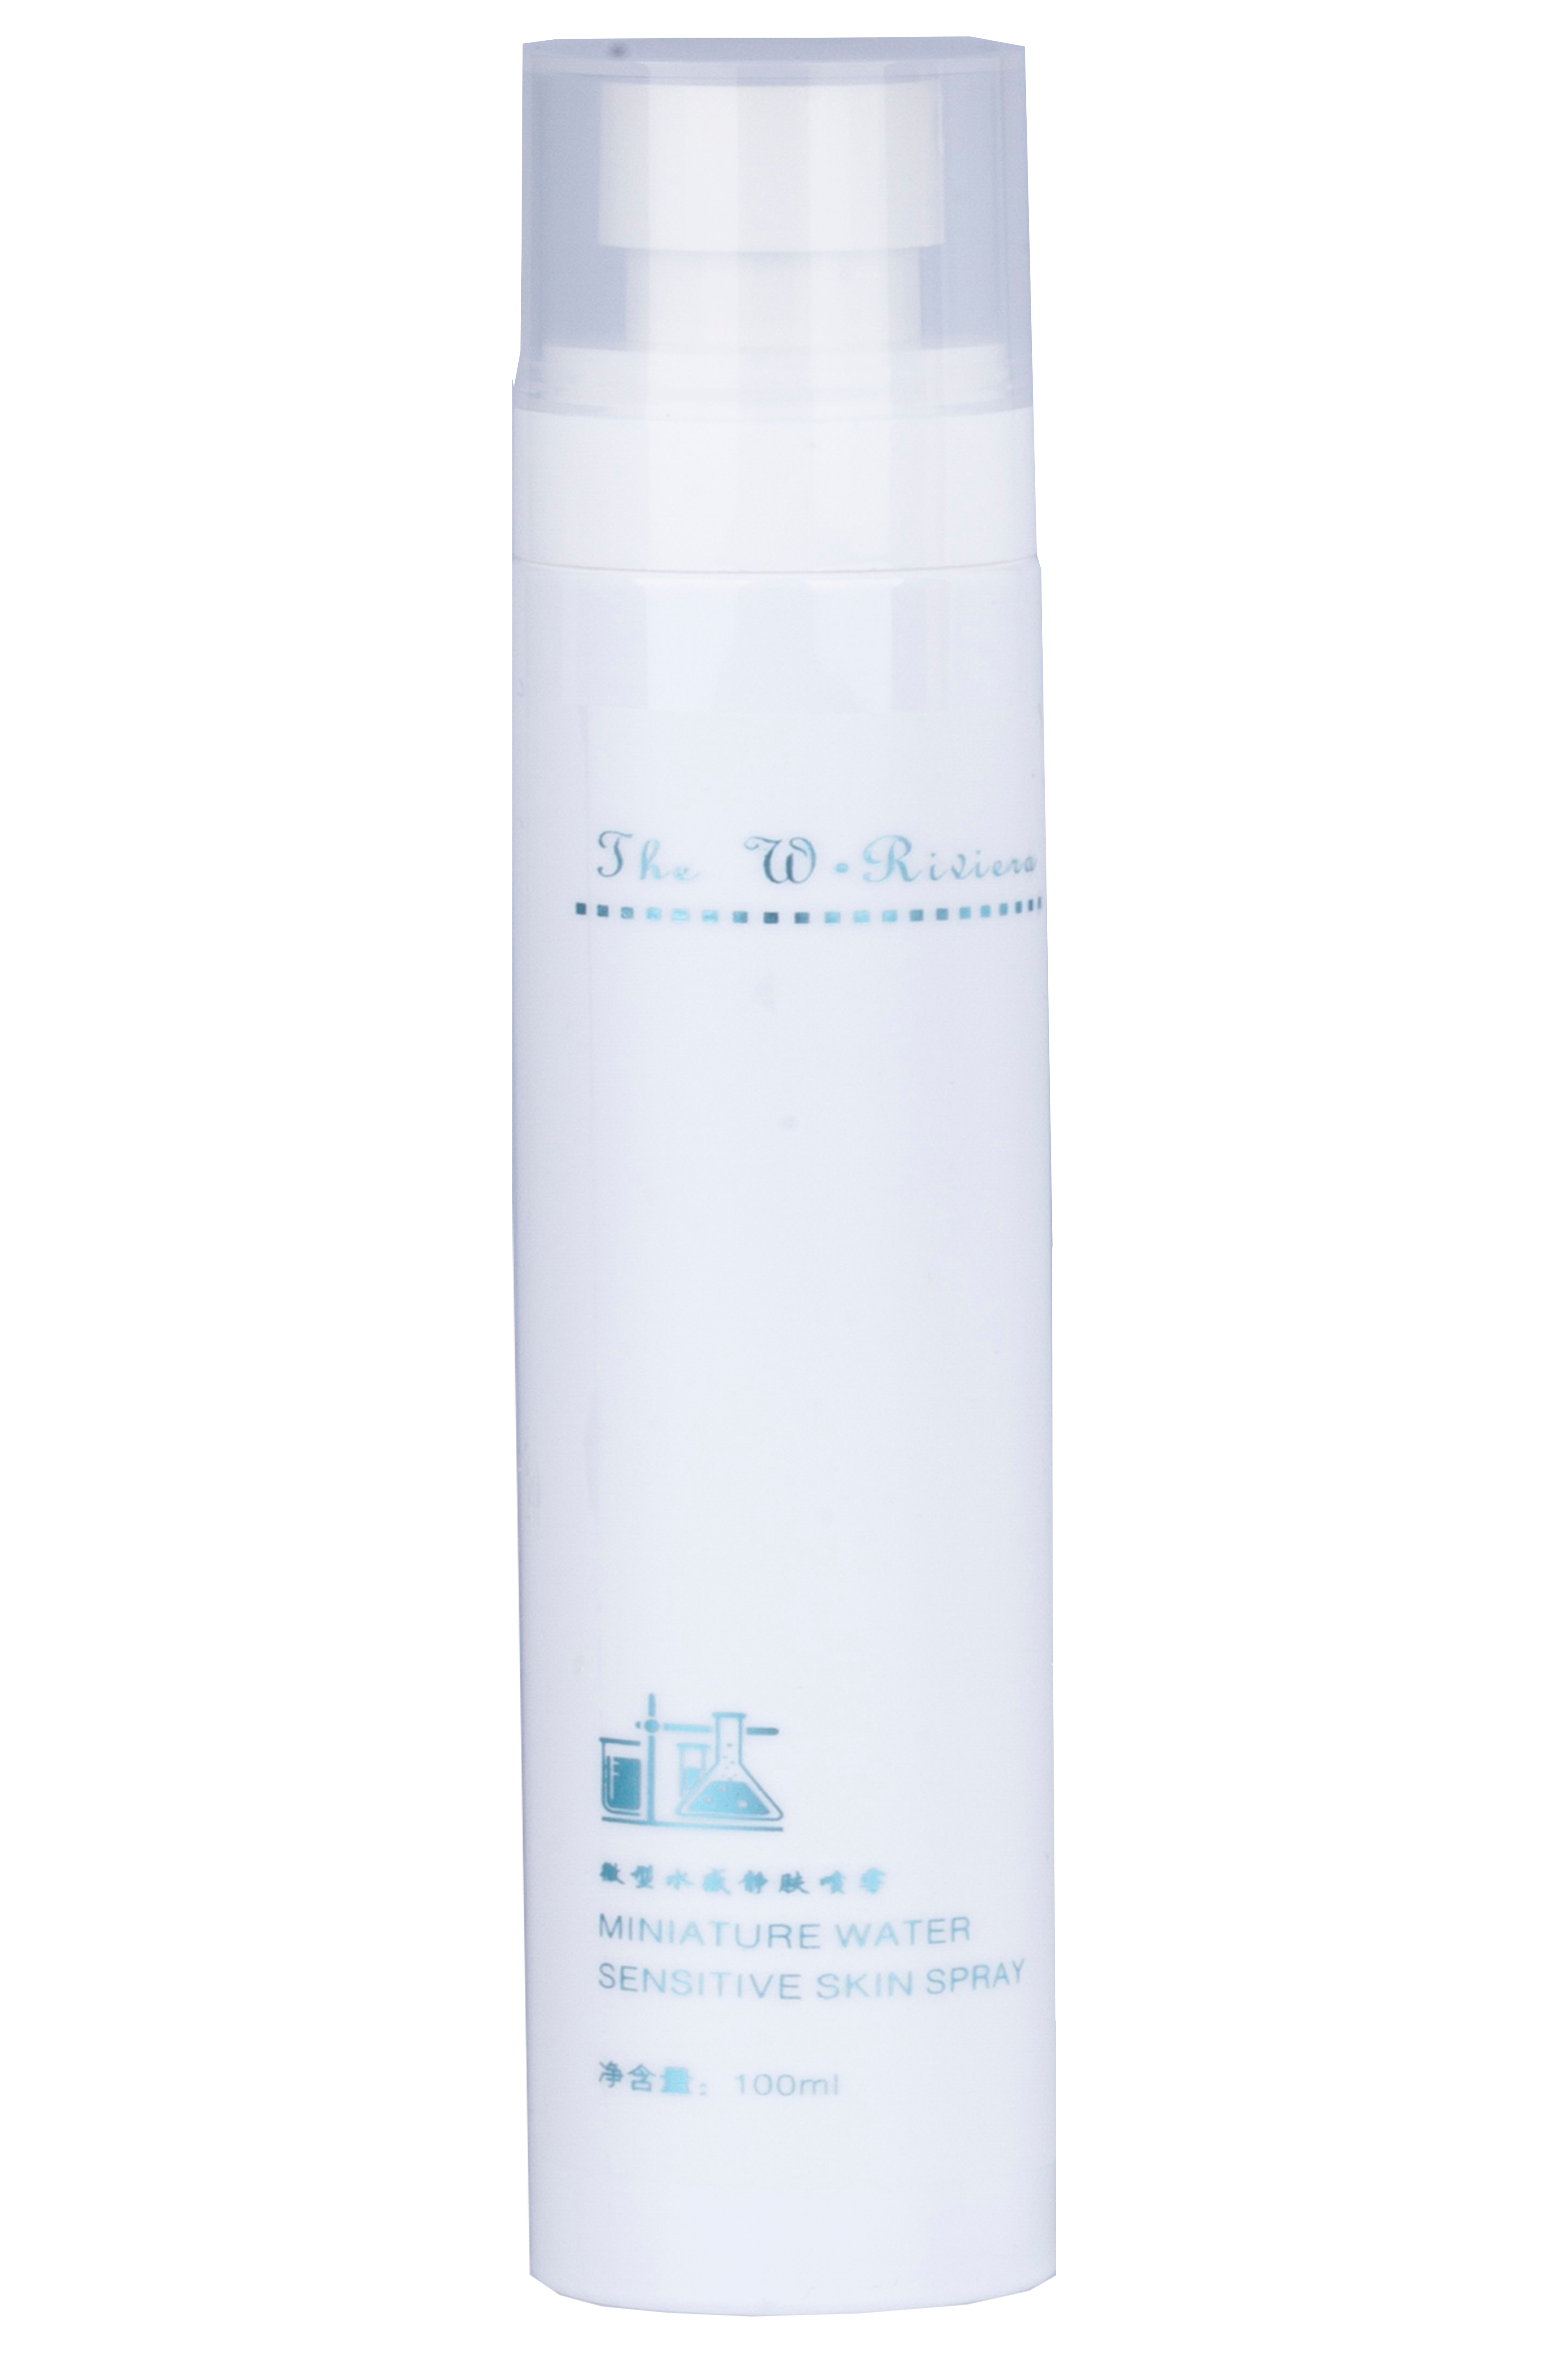 The W·Riviera
微型水感静肤喷雾
MINIATURE WATER
SENSITIVE SKIN SPRAY
净含量：100ml